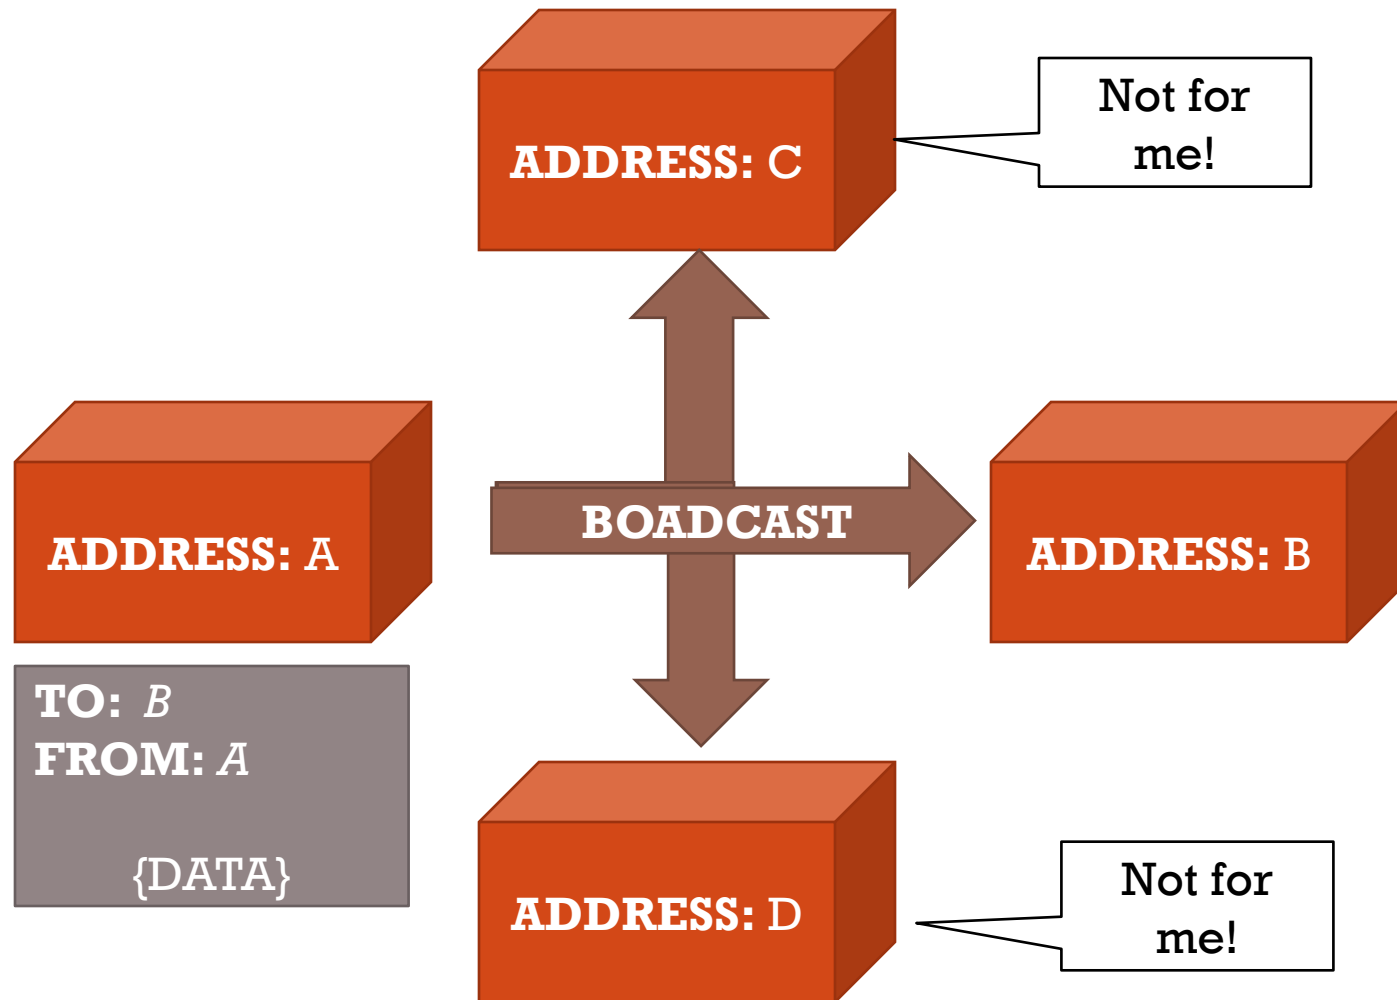 ADDRESS: C
Not for
me!
ADDRESS: A
BOADCAST
ADDRESS: B
TO: B
FROM: A
{DATA}
ADDRESS: D
Not for
me!